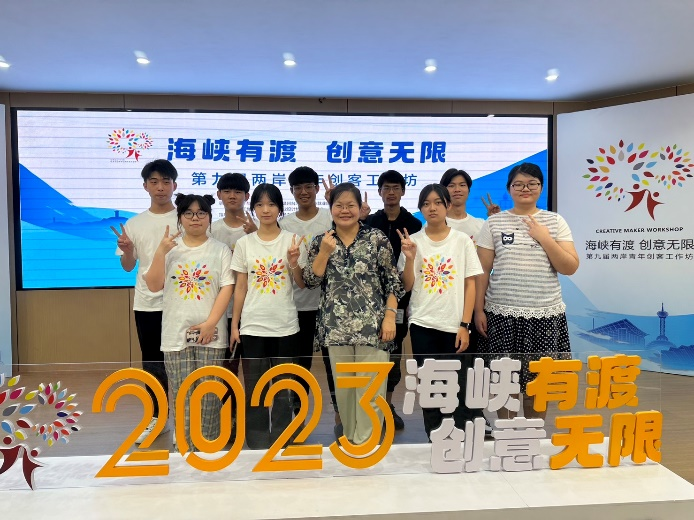 海峡有渡 创意无限
第九届两岸青年创客工作坊
CREATIVE MAKER WORKSHOP
海峡有渡 创意无限
第九届两岸青年创客工作坊
2023 海峡有渡
创意无限